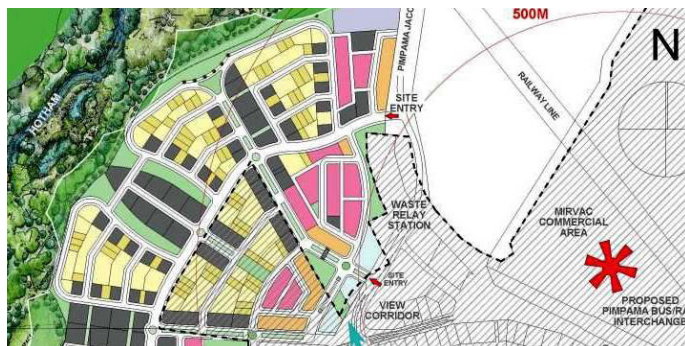 500M
N
PIMPAMA JACO
HOTHAM
RAILWAY LINE
SITE
ENTRY
WASTE
RELAY
STATION
MIRVAC
COMMERCIAL
AREA
SITE
ENTRY
VIEW
CORRIDOR
PROPOSED
PIMPAMA BUS/RA
INTERCHANGE